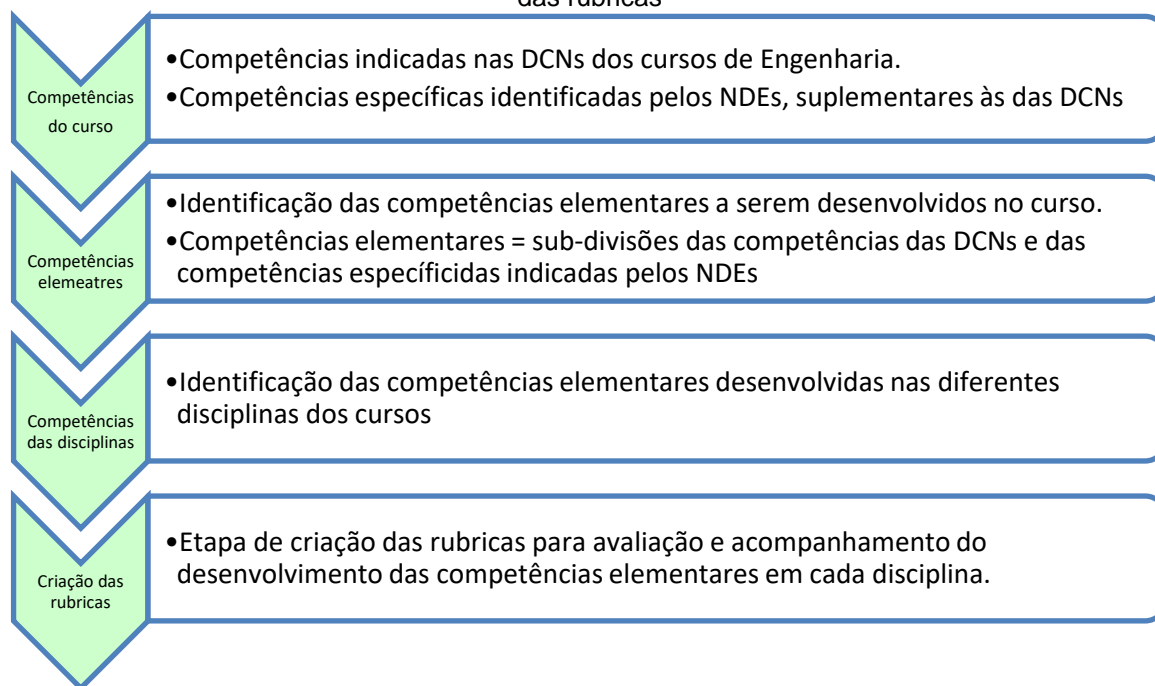 das rubricas
Competências
do curso
•Competências indicadas nas DCNs dos cursos de Engenharia.
•Competências específicas identificadas pelos NDEs, suplementares às das DCNs
Competências
elemeatres
•Identificação das competências elementares a serem desenvolvidos no curso.
•Competências elementares = sub-divisões das competências das DCNs e das
competências específicidas indicadas pelos NDEs
Competências
das disciplinas
•Identificação das competências elementares desenvolvidas nas diferentes
disciplinas dos cursos
Criação das
rubricas
•Etapa de criação das rubricas para avaliação e acompanhamento do
desenvolvimento das competências elementares em cada disciplina.